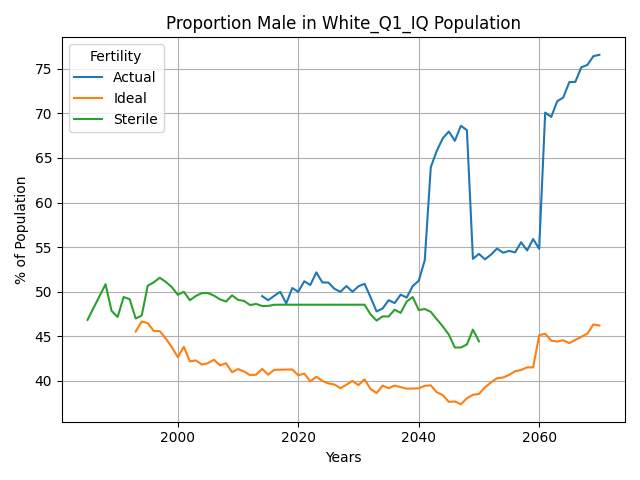 Proportion Male in White_Q1_IQ Population
Fertility
Actual
Ideal
Sterile
% of Population
75
70
65
60
55
50
45
40
2000
2020
2040
2060
Years